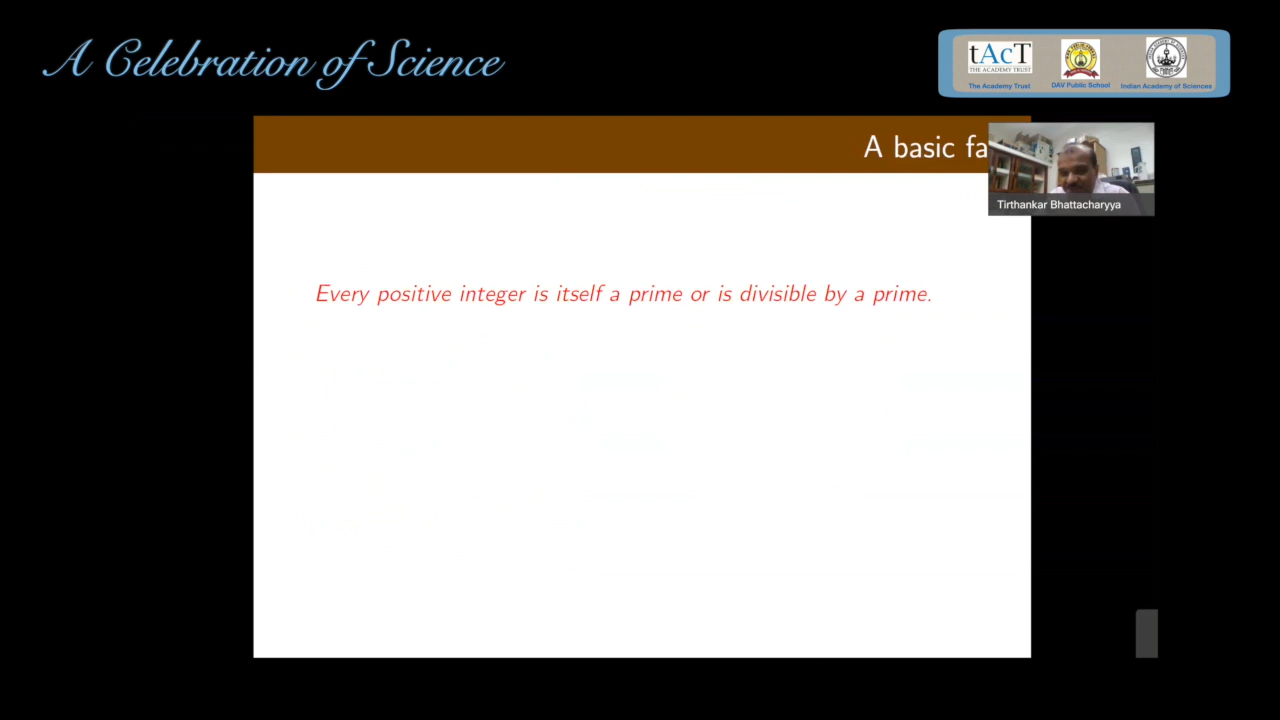 A Celebration of Science
tAcT
THE ACADEMY TRUST
The Academy Trust
DAV Public School
Indian Academy of Sciences
A basic fa
Tirthankar Bhattacharyya
Every positive integer is itself a prime or is divisible by a prime.